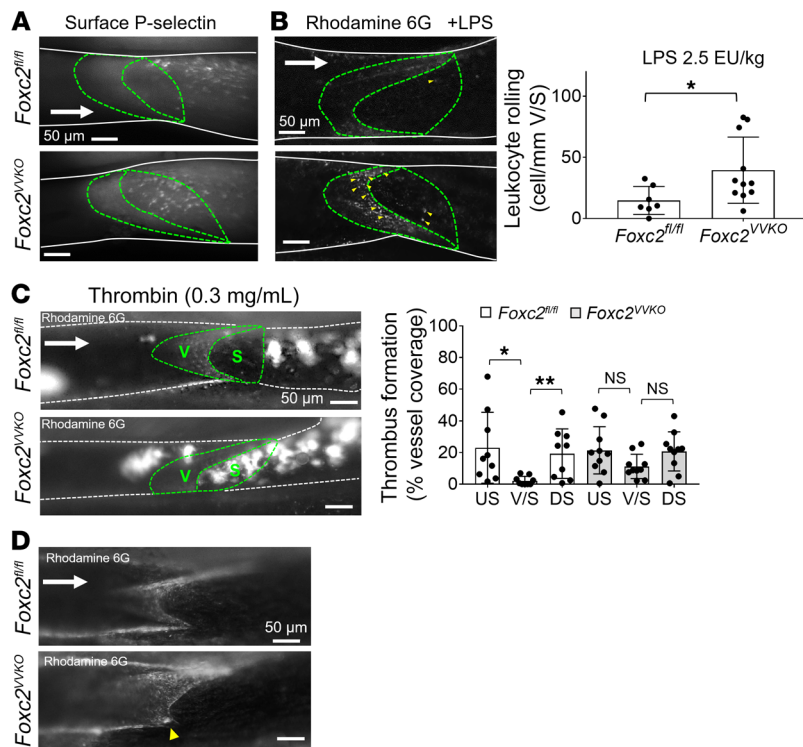 A
Surface P-selectin
Foxc2fl/fl
50 µm
Foxc2VVKO
B
Rhodamine 6G +LPS
50 µm
LPS 2.5 EU/kg
*
Leukocyte rolling
(cell/mm V/S)
100
50
0
Foxc2fl/fl Foxc2VVKO
C
Thrombin (0.3 mg/mL)
Foxc2fl/fl
Rhodamine 6G
V S
50 µm
Foxc2VVKO
Rhodamine 6G
V S
Foxc2fl/fl Foxc2VVKO
Thrombus formation
(% vessel coverage)
100
80
60
40
20
0
* ** NS NS
US V/S DS US V/S DS
D
Foxc2fl/fl
Rhodamine 6G
50 µm
Foxc2VVKO
Rhodamine 6G